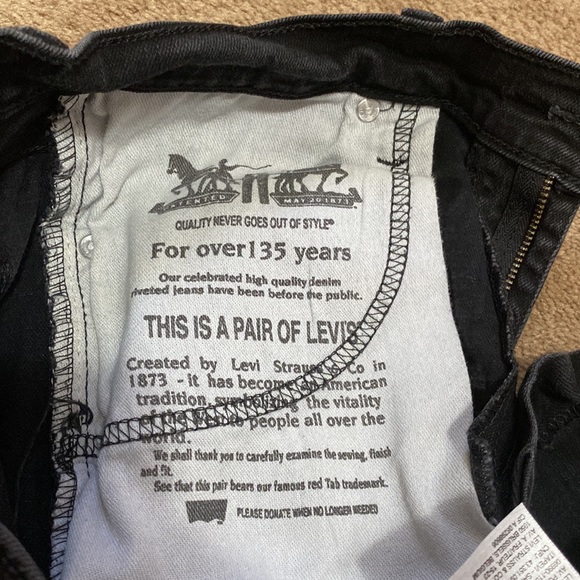 PATENTED MAY 20 1873
QUALITY NEVER GOES OUT OF STYLE®
For over135 years
Our celebrated high quality denim
riveted jeans have been before the public.
THIS IS A PAIR OF LEVI'S
Created by Levi Strauss & Co in
1873 - it has become an American
tradition, symbolizing the vitality
of the people all over the
world.
We shall thank you to carefully examine the sewing, finish
and fit.
See that this pair bears our famous red Tab trademark.
PLEASE DONATE WHEN NO LONGER NEEDED
LEVI STRAUSS &